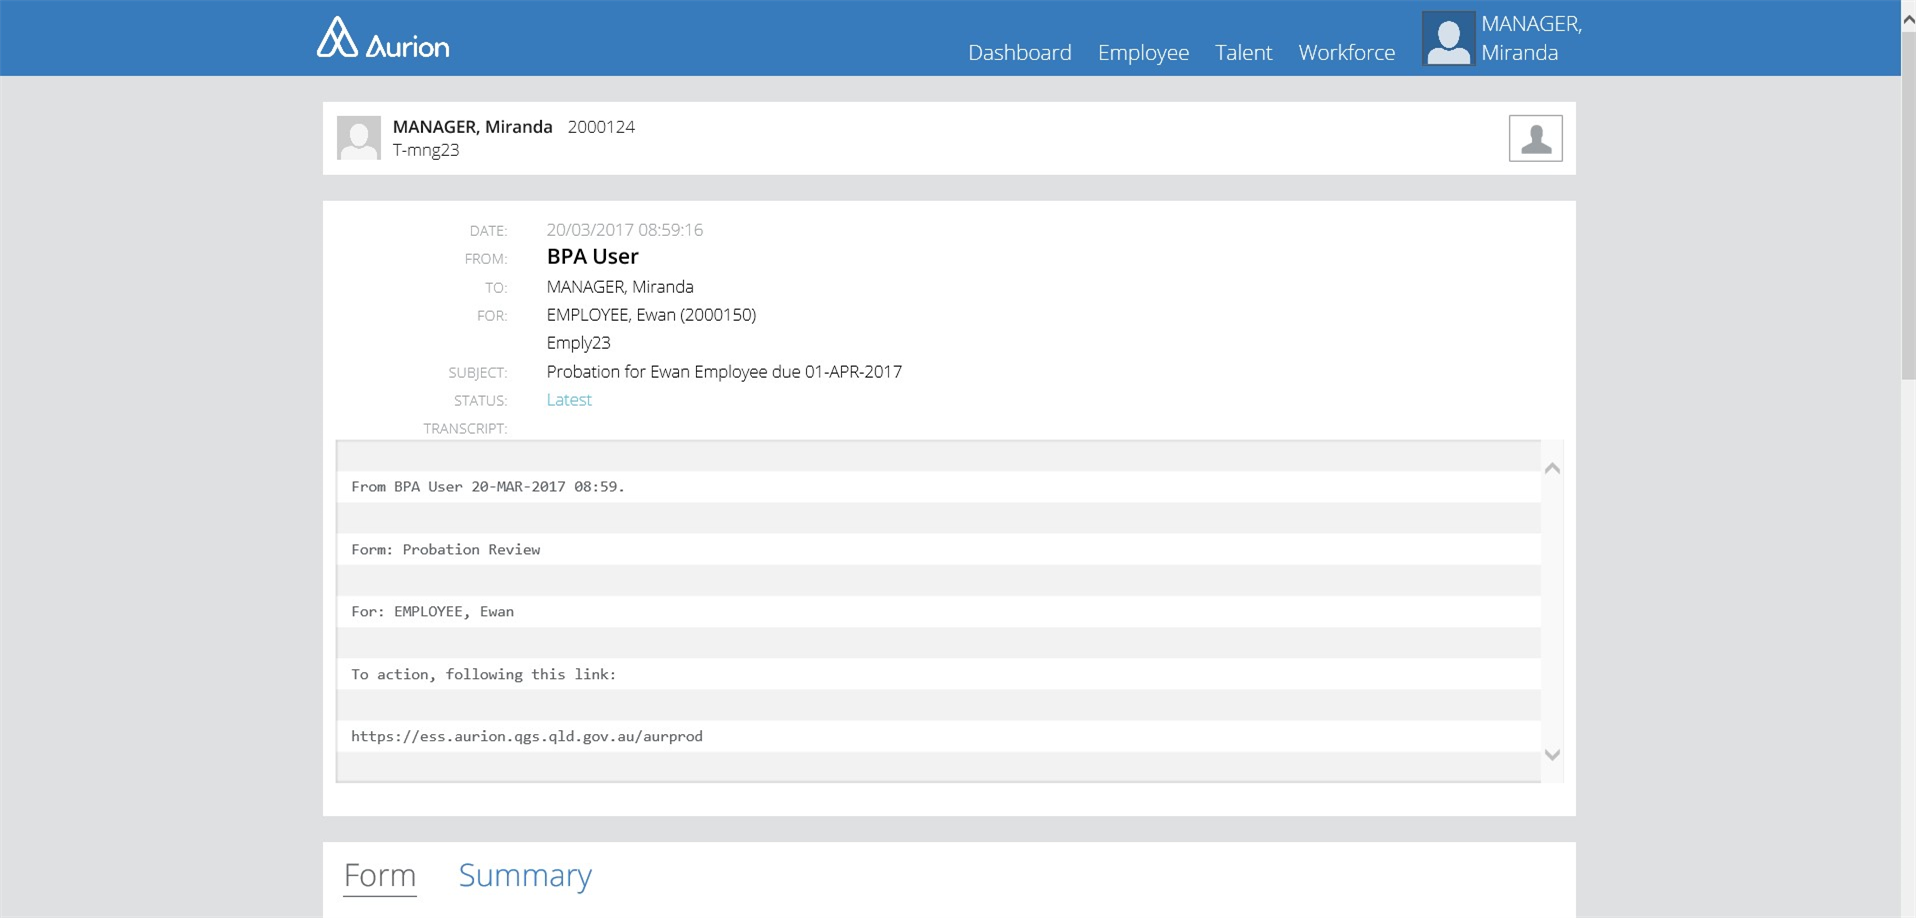 Aurion
Dashboard Employee Talent Workforce MANAGER, Miranda
MANAGER, Miranda 2000124
T-mng23
DATE: 20/03/2017 08:59:16
FROM: BPA User
TO: MANAGER, Miranda
FOR: EMPLOYEE, Ewan (2000150)
Emply23
SUBJECT: Probation for Ewan Employee due 01-APR-2017
STATUS: Latest
TRANSCRIPT:
From BPA User 20-MAR-2017 08:59.
Form: Probation Review
For: EMPLOYEE, Ewan
To action, following this link:
https://ess.aurion.qgs.qld.gov.au/aurprod
Form Summary